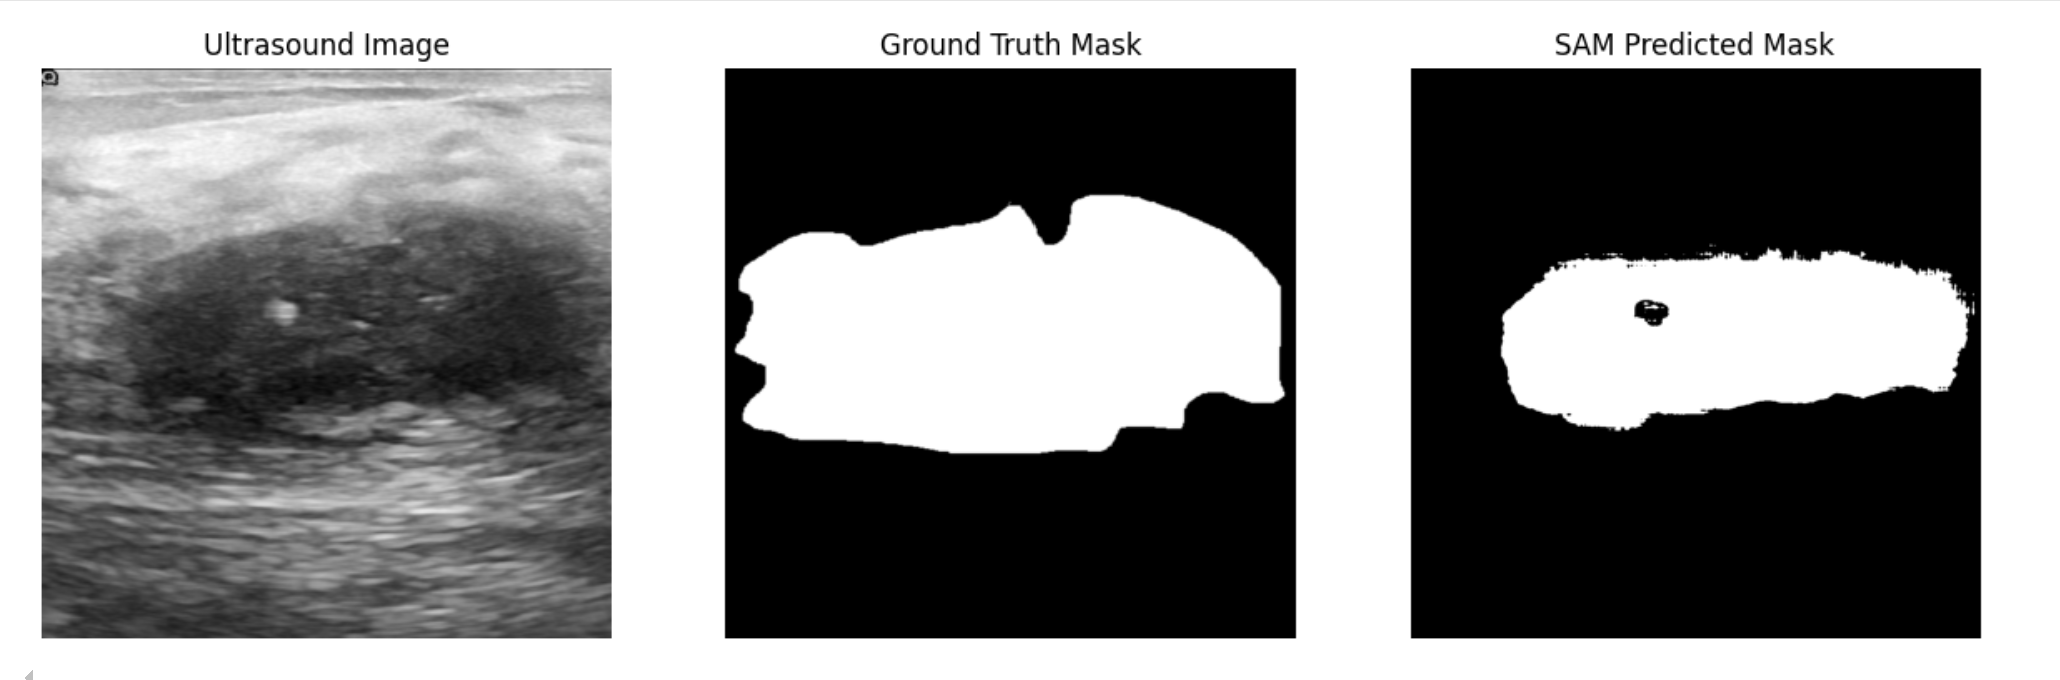 Ultrasound Image
Ground Truth Mask
SAM Predicted Mask